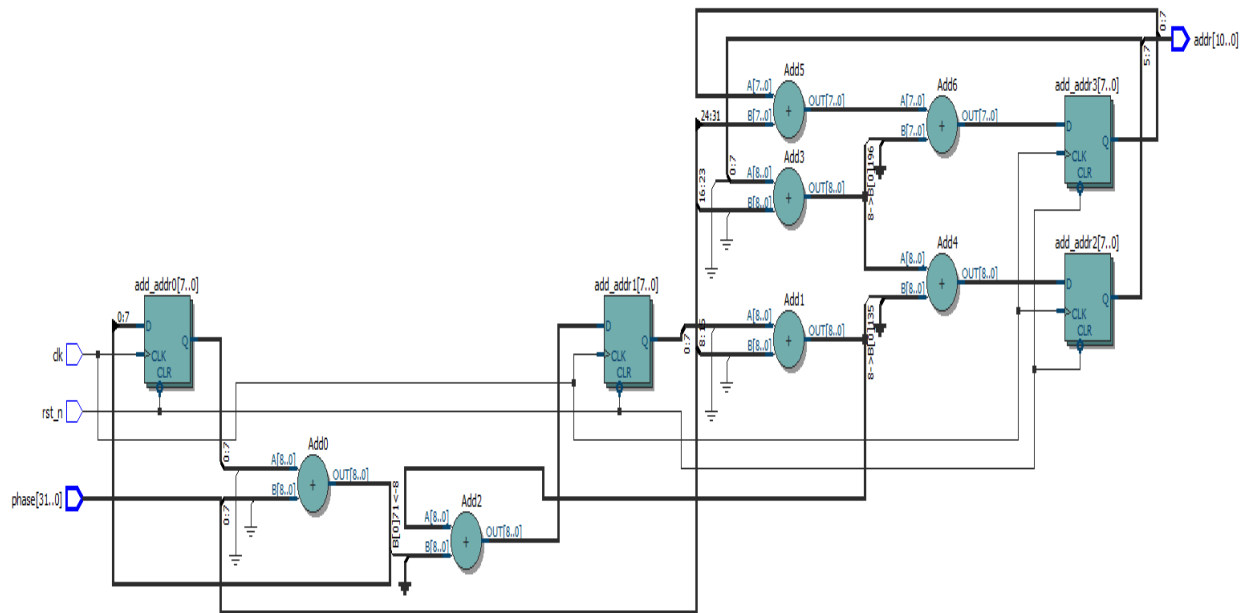 0:7
addr[10..0]
5:7
Add5
A[7..0]
OUT[7..0]
B[7..0]
24:31
Add6
A[7..0]
OUT[7..0]
B[7..0]
add_addr3[7..0]
D
Q
CLK
CLR
0:7
Add3
A[8..0]
OUT[8..0]
B[8..0]
16:23
8->B[0]196
Add4
A[8..0]
OUT[8..0]
B[8..0]
add_addr2[7..0]
D
Q
CLK
CLR
add_addr0[7..0]
0:7
D
Q
CLK
CLR
add_addr1[7..0]
D
Q
CLK
CLR
0:7
8:15
Add1
A[8..0]
OUT[8..0]
B[8..0]
8->B[0]135
clk
rst_n
0:7
Add0
A[8..0]
OUT[8..0]
B[8..0]
phase[31..0]
0:7
B[0]71<-8
Add2
A[8..0]
OUT[8..0]
B[8..0]